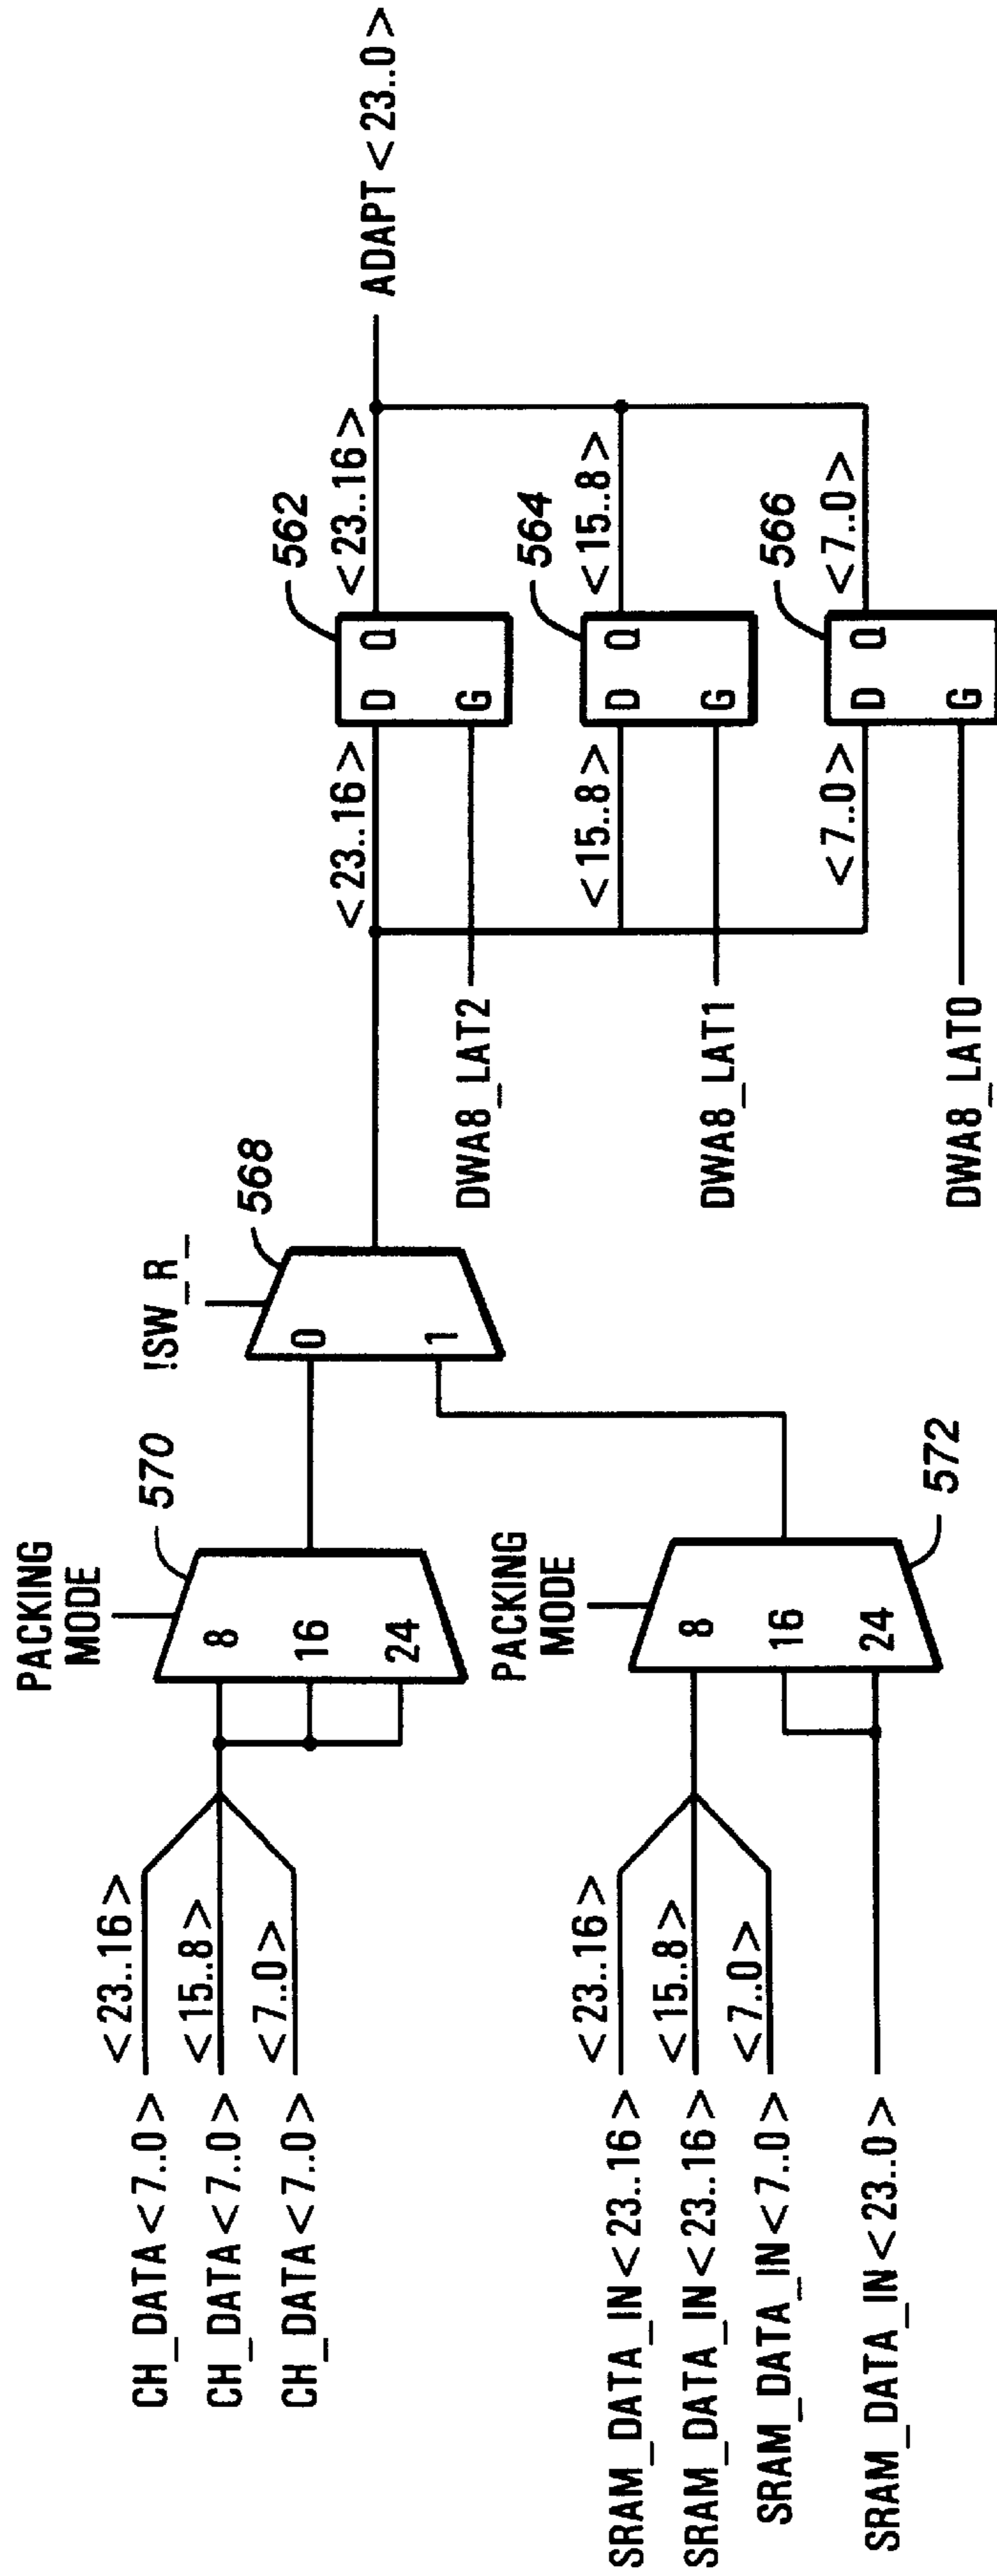 CH_DATA<7..0> <23..16>
CH_DATA<7..0> <15..8>
CH_DATA<7..0> <7..0>
PACKING
MODE
570
8
16
24
SRAM_DATA_IN<23..16> <23..16>
SRAM_DATA_IN<23..16> <15..8>
SRAM_DATA_IN<7..0> <7..0>
SRAM_DATA_IN<23..0>
PACKING
MODE
572
8
16
24
!SW_R_
568
0
1
<23..16>
562
D Q
G
<23..16>
DWA8_LAT2
<15..8>
564
D Q
G
<15..8>
DWA8_LAT1
<7..0>
566
D Q
G
<7..0>
DWA8_LAT0
ADAPT<23..0>